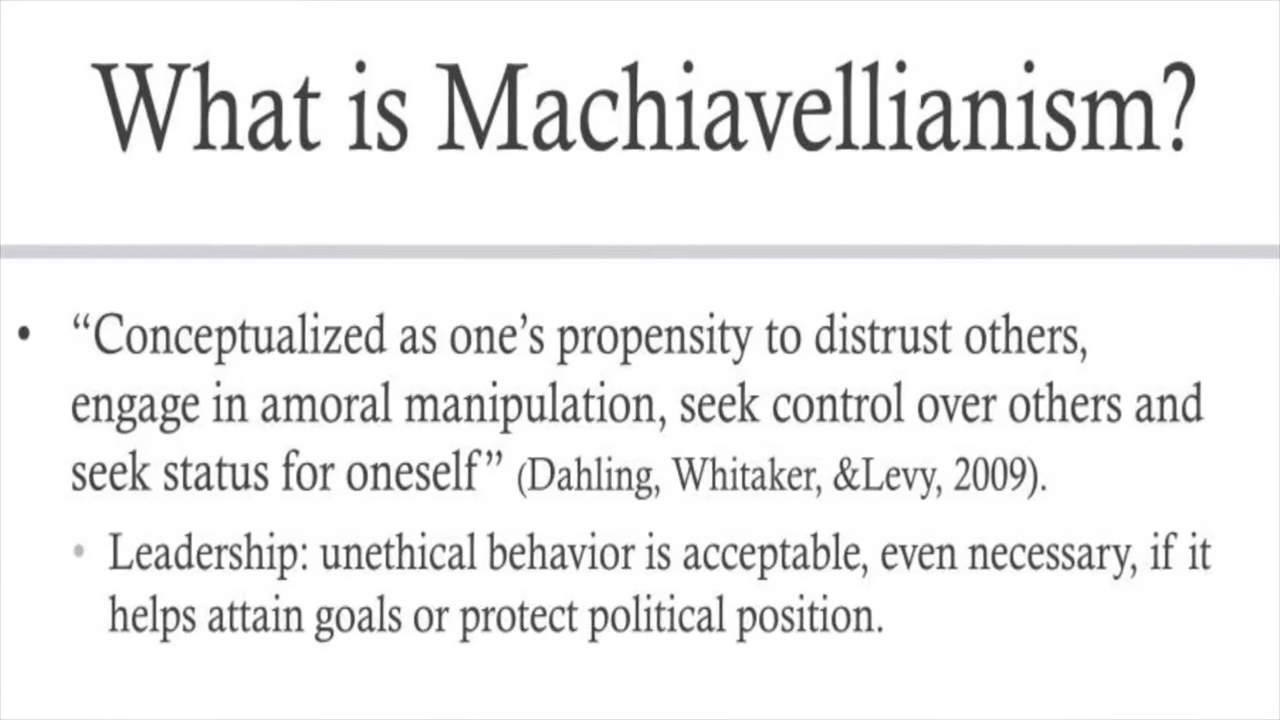 What is Machiavellianism?
• “Conceptualized as one’s propensity to distrust others,
engage in amoral manipulation, seek control over others and
seek status for oneself” (Dahling, Whitaker, &Levy, 2009).
• Leadership: unethical behavior is acceptable, even necessary, if it
helps attain goals or protect political position.